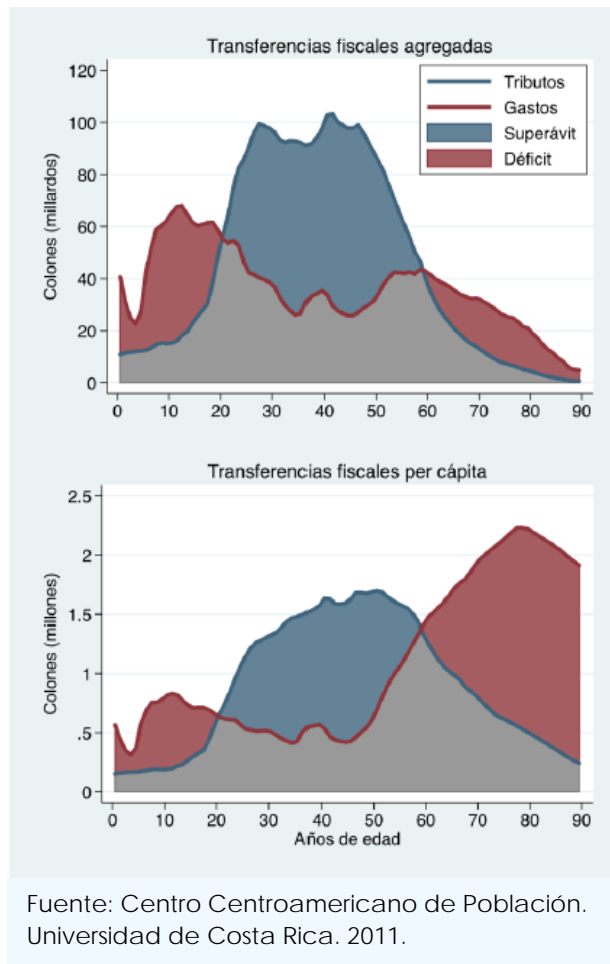 Transferencias fiscales agregadas
Tributos
Gastos
Superávit
Déficit
Colones (millardos)
120
100
80
60
40
20
0
0 10 20 30 40 50 60 70 80 90
Transferencias fiscales per cápita
Colones (millones)
2.5
2
1.5
1
.5
0
0 10 20 30 40 50 60 70 80 90
Años de edad
Fuente: Centro Centroamericano de Población.
Universidad de Costa Rica. 2011.